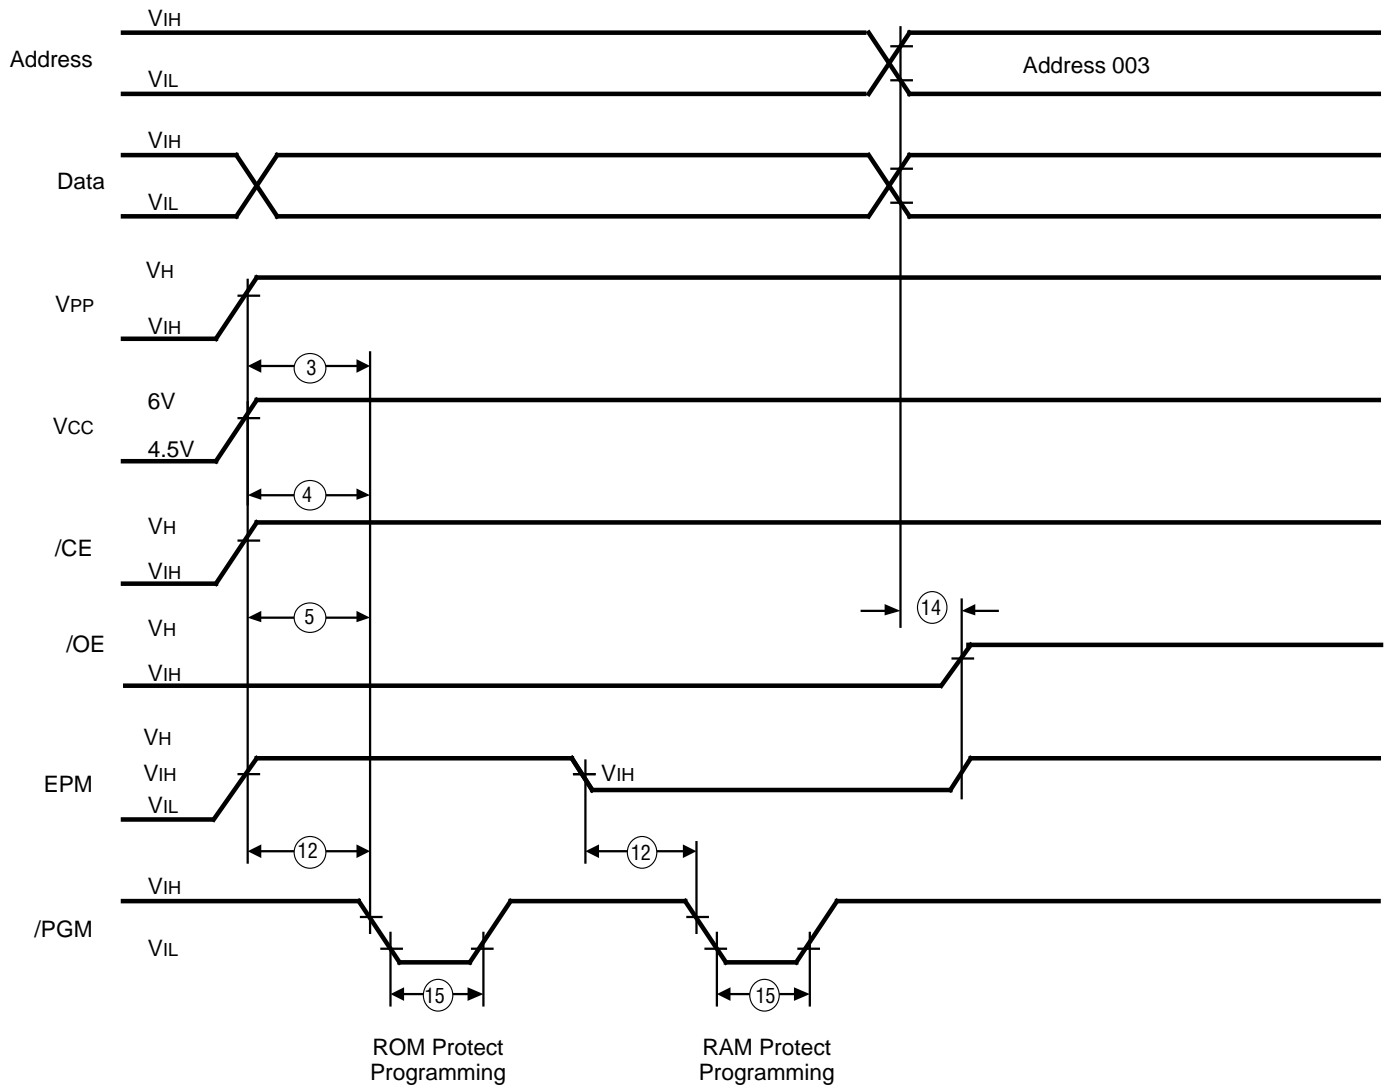 VIH
Address
Address 003
VIL
VIH
Data
VIL
VH
VPP
VIH
3
6V
VCC
4.5V
4
VH
/CE
VIH
5
14
VH
/OE
VIH
VH
VIH
VIH
EPM
VIL
12
12
VIH
/PGM
VIL
15
15
ROM Protect
Programming
RAM Protect
Programming